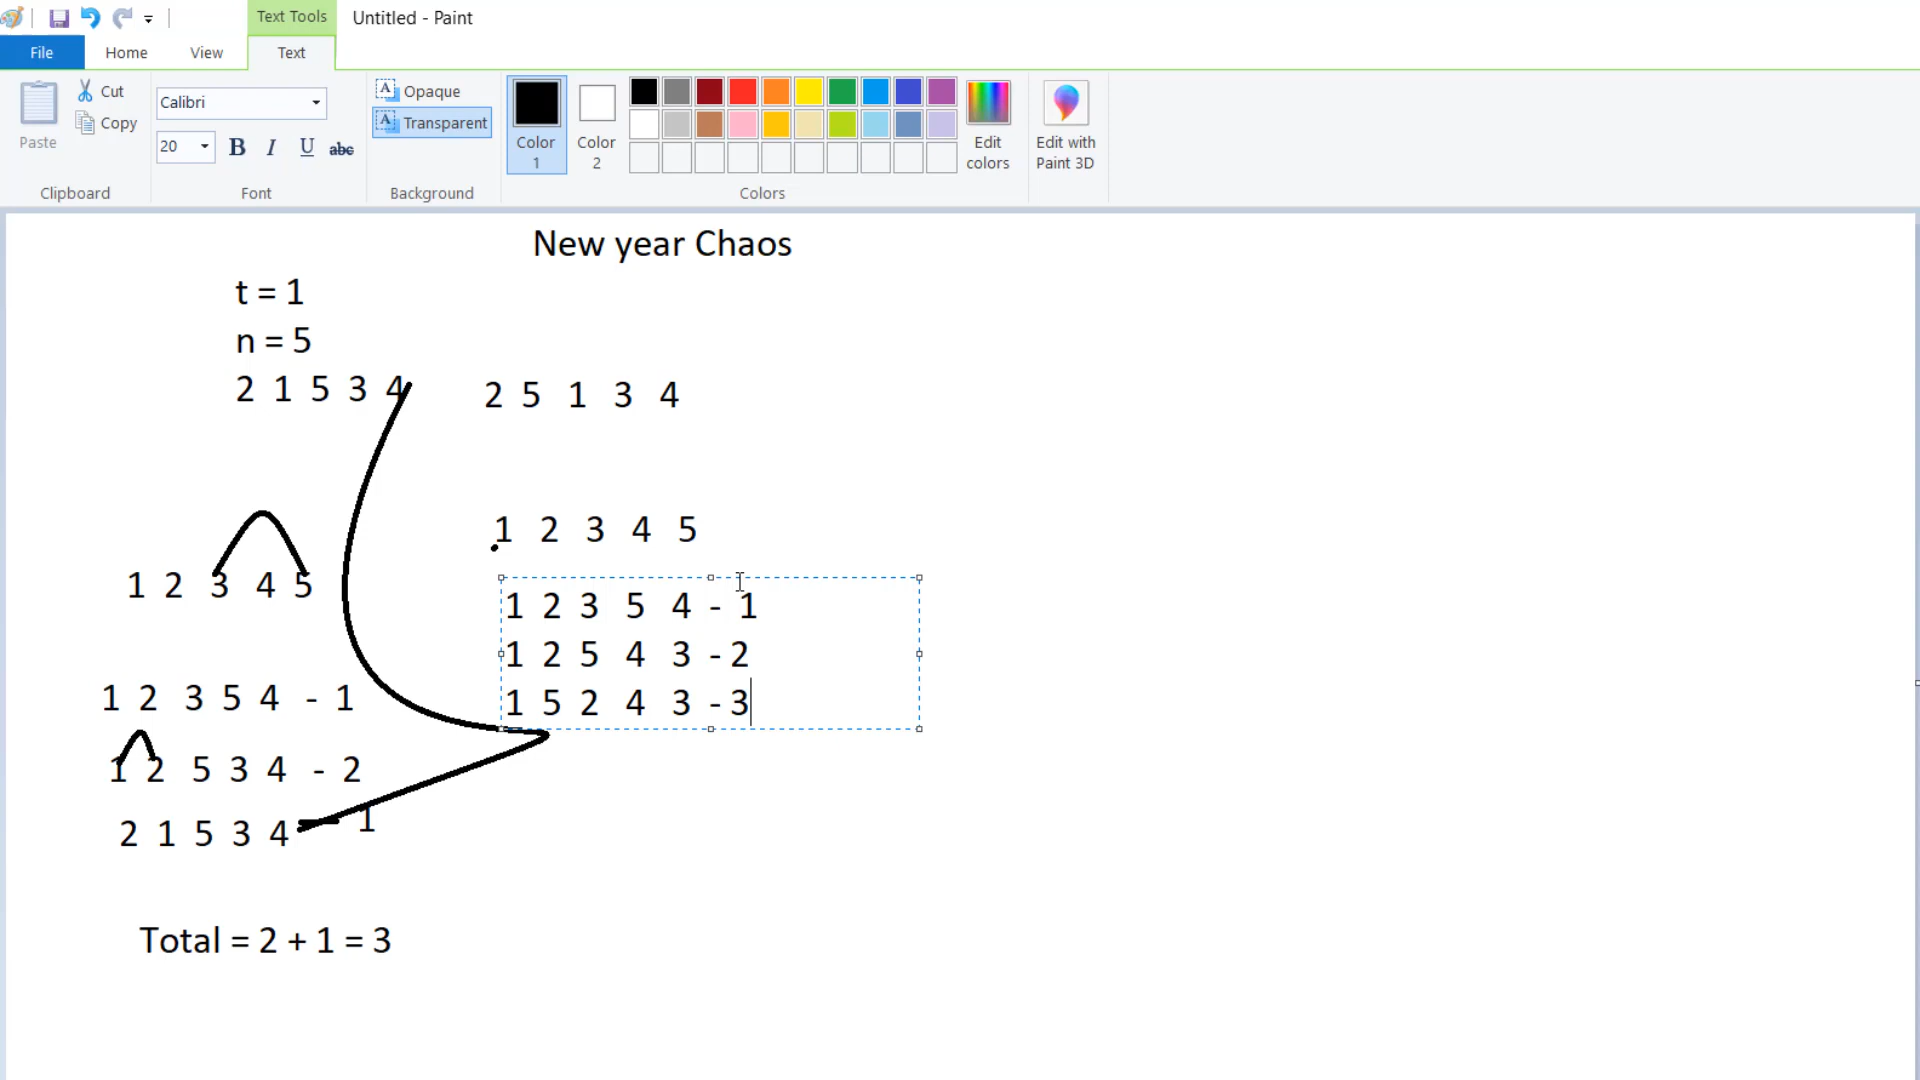 Text Tools
Untitled - Paint
File
Home
View
Text
Paste
Cut
Copy
Clipboard
Calibri
20
B I U abc
Font
Opaque
Transparent
Background
Color 1
Color 2
Colors
Edit colors
Edit with Paint 3D
New year Chaos
t = 1
n = 5
2 1 5 3 4
1 2 3 4 5
1 2 3 5 4 - 1
1 2 5 3 4 - 2
2 1 5 3 4 1
Total = 2 + 1 = 3
2 5 1 3 4
1 2 3 4 5
1 2 3 5 4 - 1
1 2 5 4 3 - 2
1 5 2 4 3 - 3